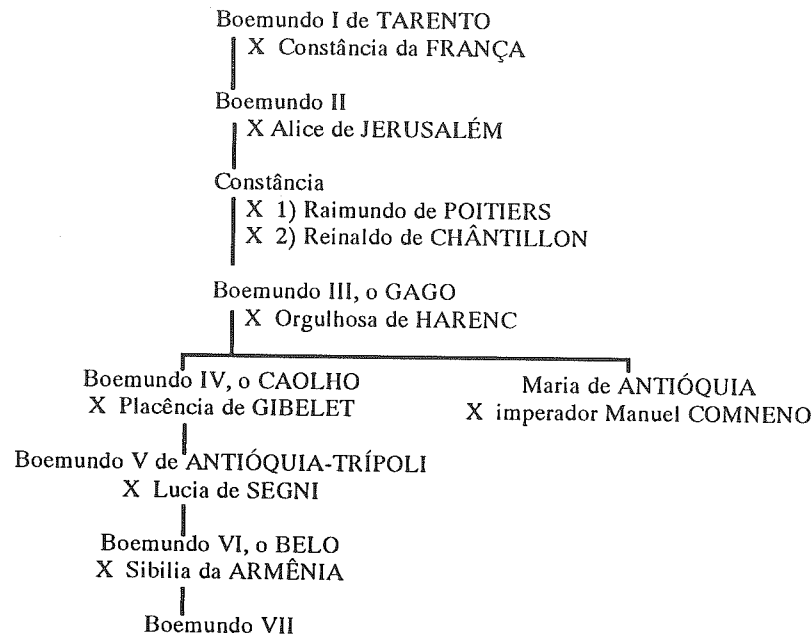 Boemundo I de TARENTO
X Constância da FRANÇA
Boemundo II
X Alice de JERUSALÉM
Constância
X 1) Raimundo de POITIERS
X 2) Reinaldo de CHÂNTILLON
Boemundo III, o GAGO
X Orgulhosa de HARENC
Boemundo IV, o CAOLHO
X Placência de GIBELET
Maria de ANTIÓQUIA
X imperador Manuel COMNENO
Boemundo V de ANTIÓQUIA-TRÍPOLI
X Lucia de SEGNI
Boemundo VI, o BELO
X Sibilia da ARMÊNIA
Boemundo VII